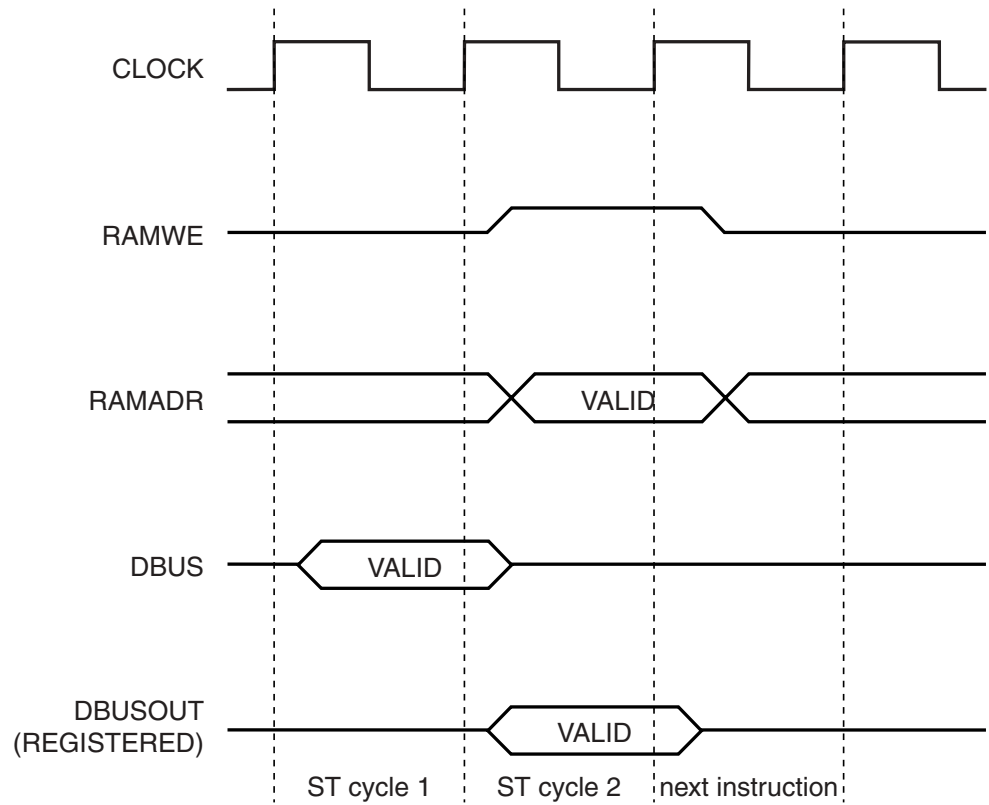 CLOCK
RAMWE
RAMADR
VALID
DBUS
VALID
DBUSOUT
(REGISTERED)
VALID
ST cycle 1
ST cycle 2
next instruction